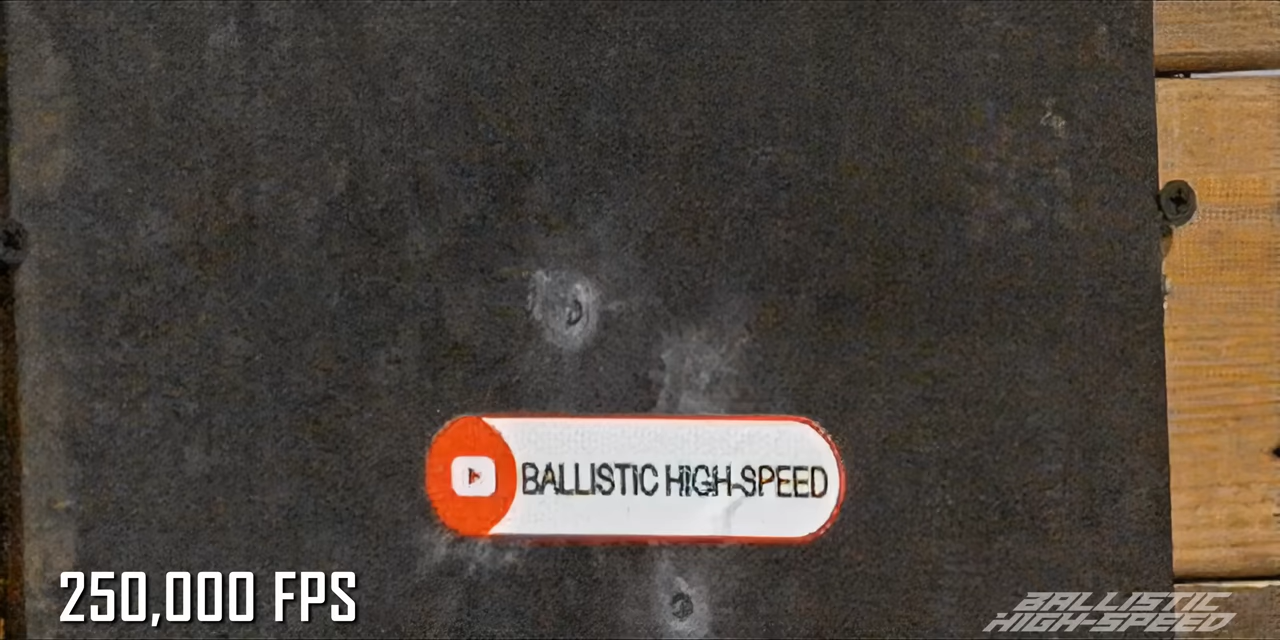 BALLISTIC HIGH-SPEED
250,000 FPS
BALLISTIC
HIGH-SPEED